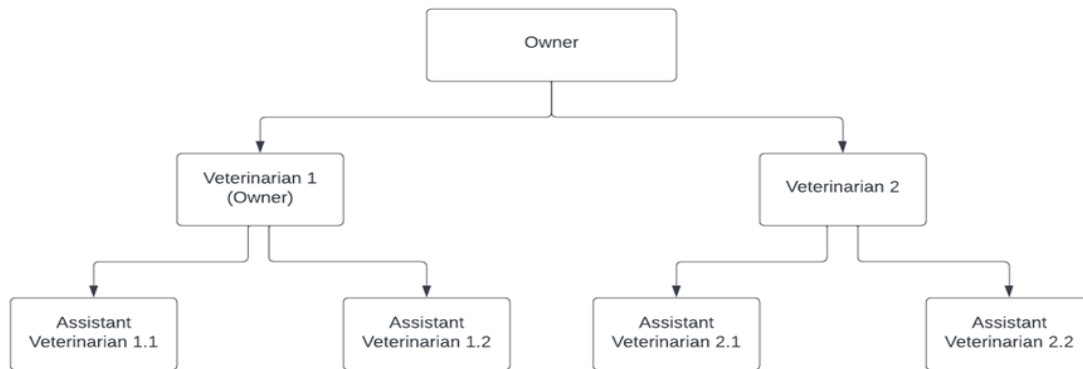 Owner
Veterinarian 1
(Owner)
Veterinarian 2
Assistant
Veterinarian 1.1
Assistant
Veterinarian 1.2
Assistant
Veterinarian 2.1
Assistant
Veterinarian 2.2